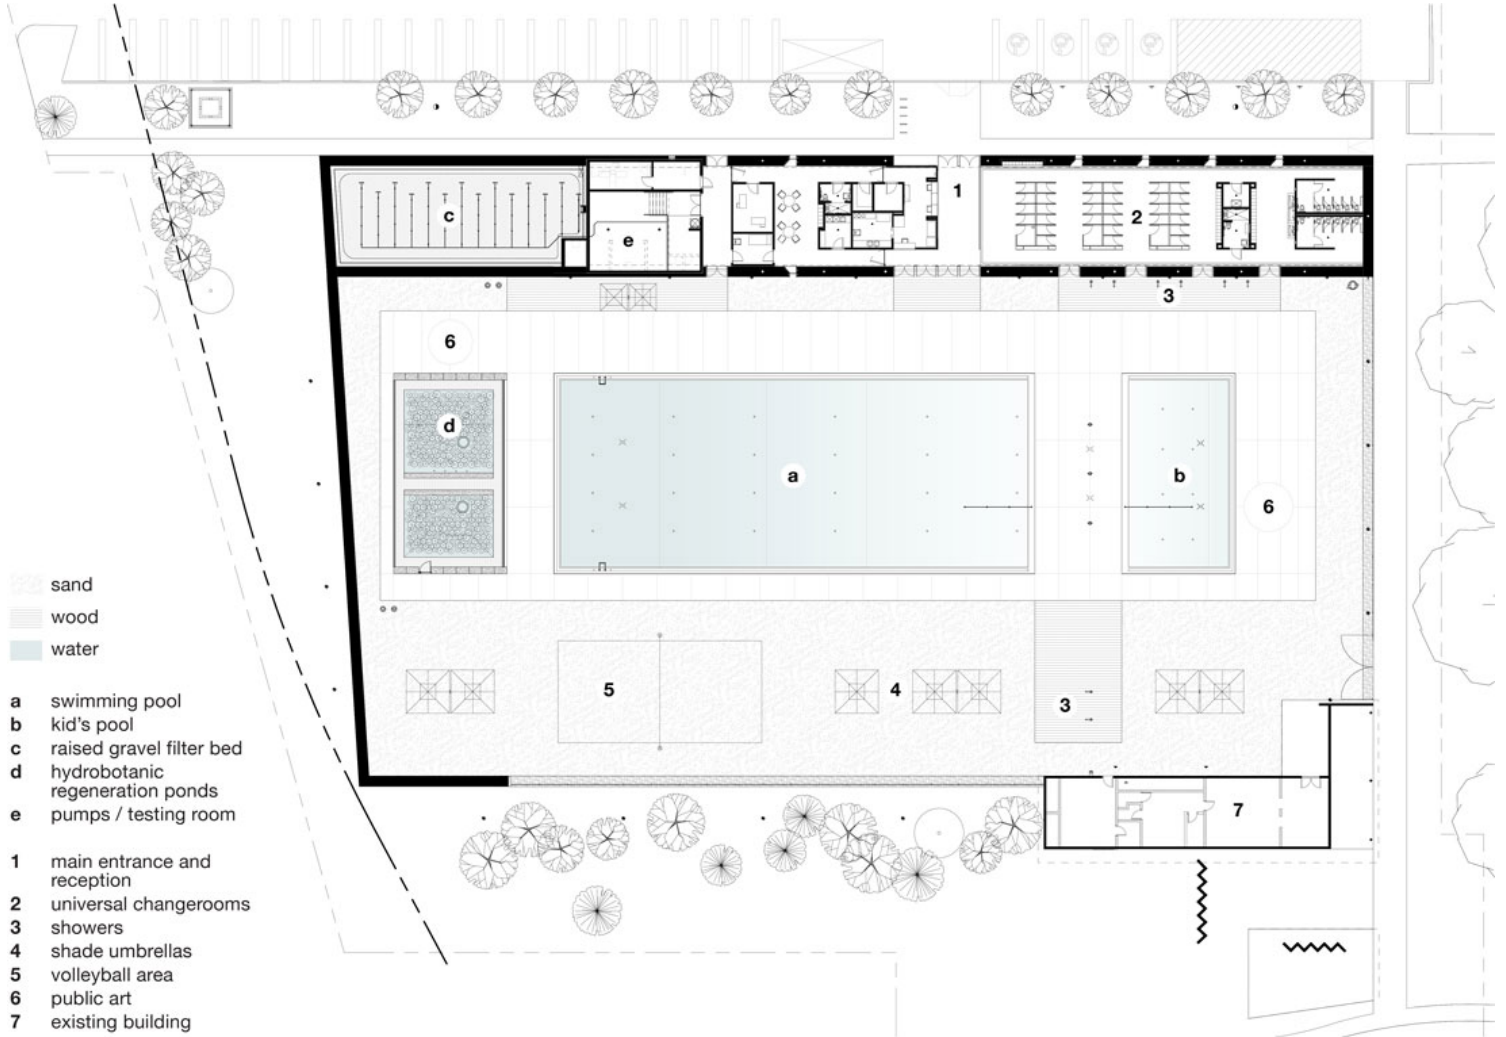 1
c
2
e
3
6
d
a
b
6
sand
wood
water
5
4
3
a swimming pool
b kid's pool
c raised gravel filter bed
d hydrobotanic
regeneration ponds
e pumps / testing room
7
1 main entrance and
reception
2 universal changerooms
3 showers
4 shade umbrellas
5 volleyball area
6 public art
7 existing building